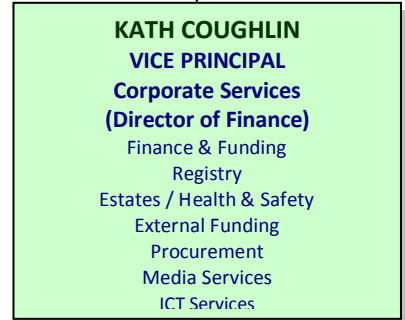 KATH COUGHLIN
VICE PRINCIPAL
Corporate Services
(Director of Finance)
Finance & Funding
Registry
Estates / Health & Safety
External Funding
Procurement
Media Services
ICT Services